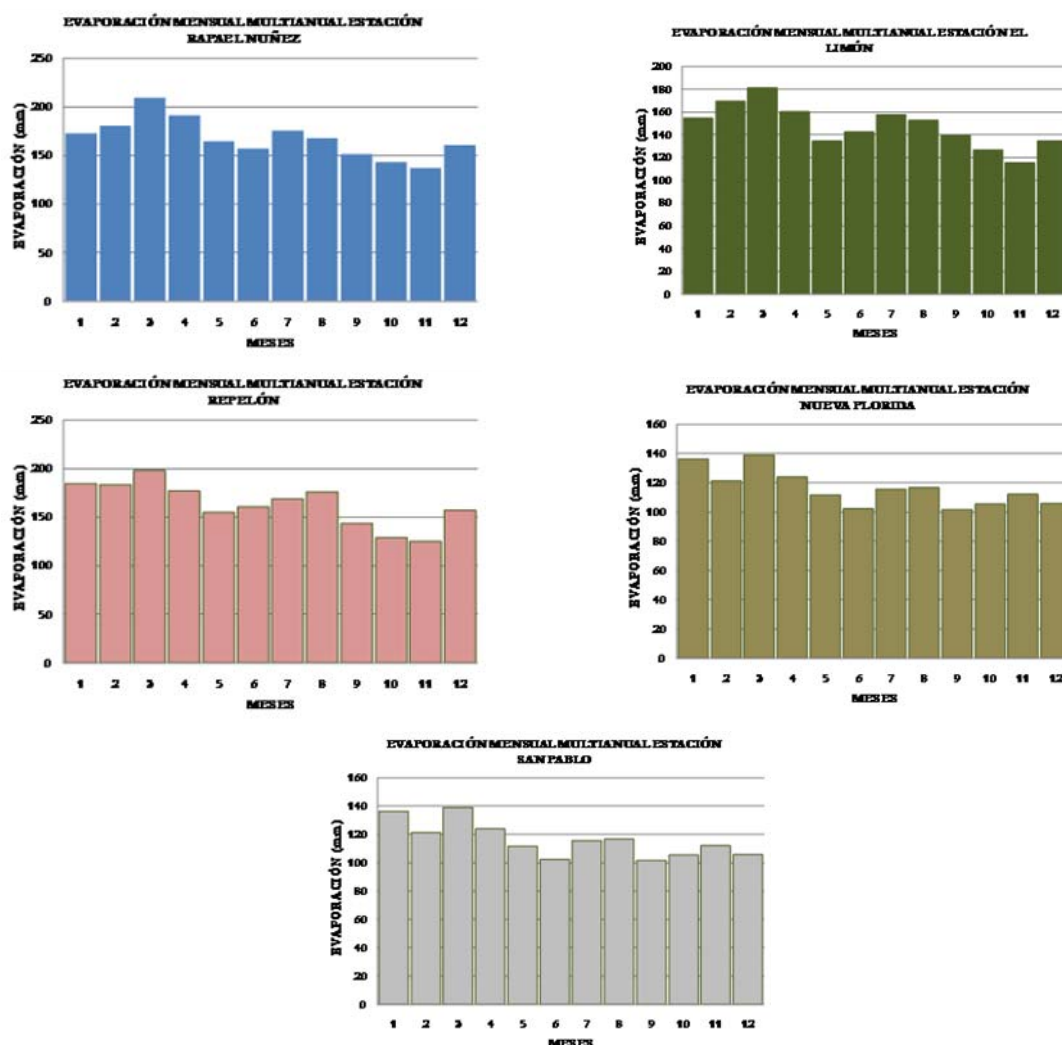 EVAPORACIÓN MENSUAL MULTIANUAL ESTACIÓN
RAFAEL NUÑEZ
EVAPORACIÓN (mm)
250
200
150
100
50
0
1 2 3 4 5 6 7 8 9 10 11 12
MESES
EVAPORACIÓN MENSUAL MULTIANUAL ESTACIÓN EL
LIMÓN
EVAPORACIÓN (mm)
200
180
160
140
120
100
80
60
40
20
0
1 2 3 4 5 6 7 8 9 10 11 12
MESES
EVAPORACIÓN MENSUAL MULTIANUAL ESTACIÓN
REPELÓN
EVAPORACIÓN (mm)
250
200
150
100
50
0
1 2 3 4 5 6 7 8 9 10 11 12
MESES
EVAPORACIÓN MENSUAL MULTIANUAL ESTACIÓN
NUEVA FLORIDA
EVAPORACIÓN (mm)
160
140
120
100
80
60
40
20
0
1 2 3 4 5 6 7 8 9 10 11 12
MESES
EVAPORACIÓN MENSUAL MULTIANUAL ESTACIÓN
SAN PABLO
EVAPORACIÓN (mm)
160
140
120
100
80
60
40
20
0
1 2 3 4 5 6 7 8 9 10 11 12
MESES